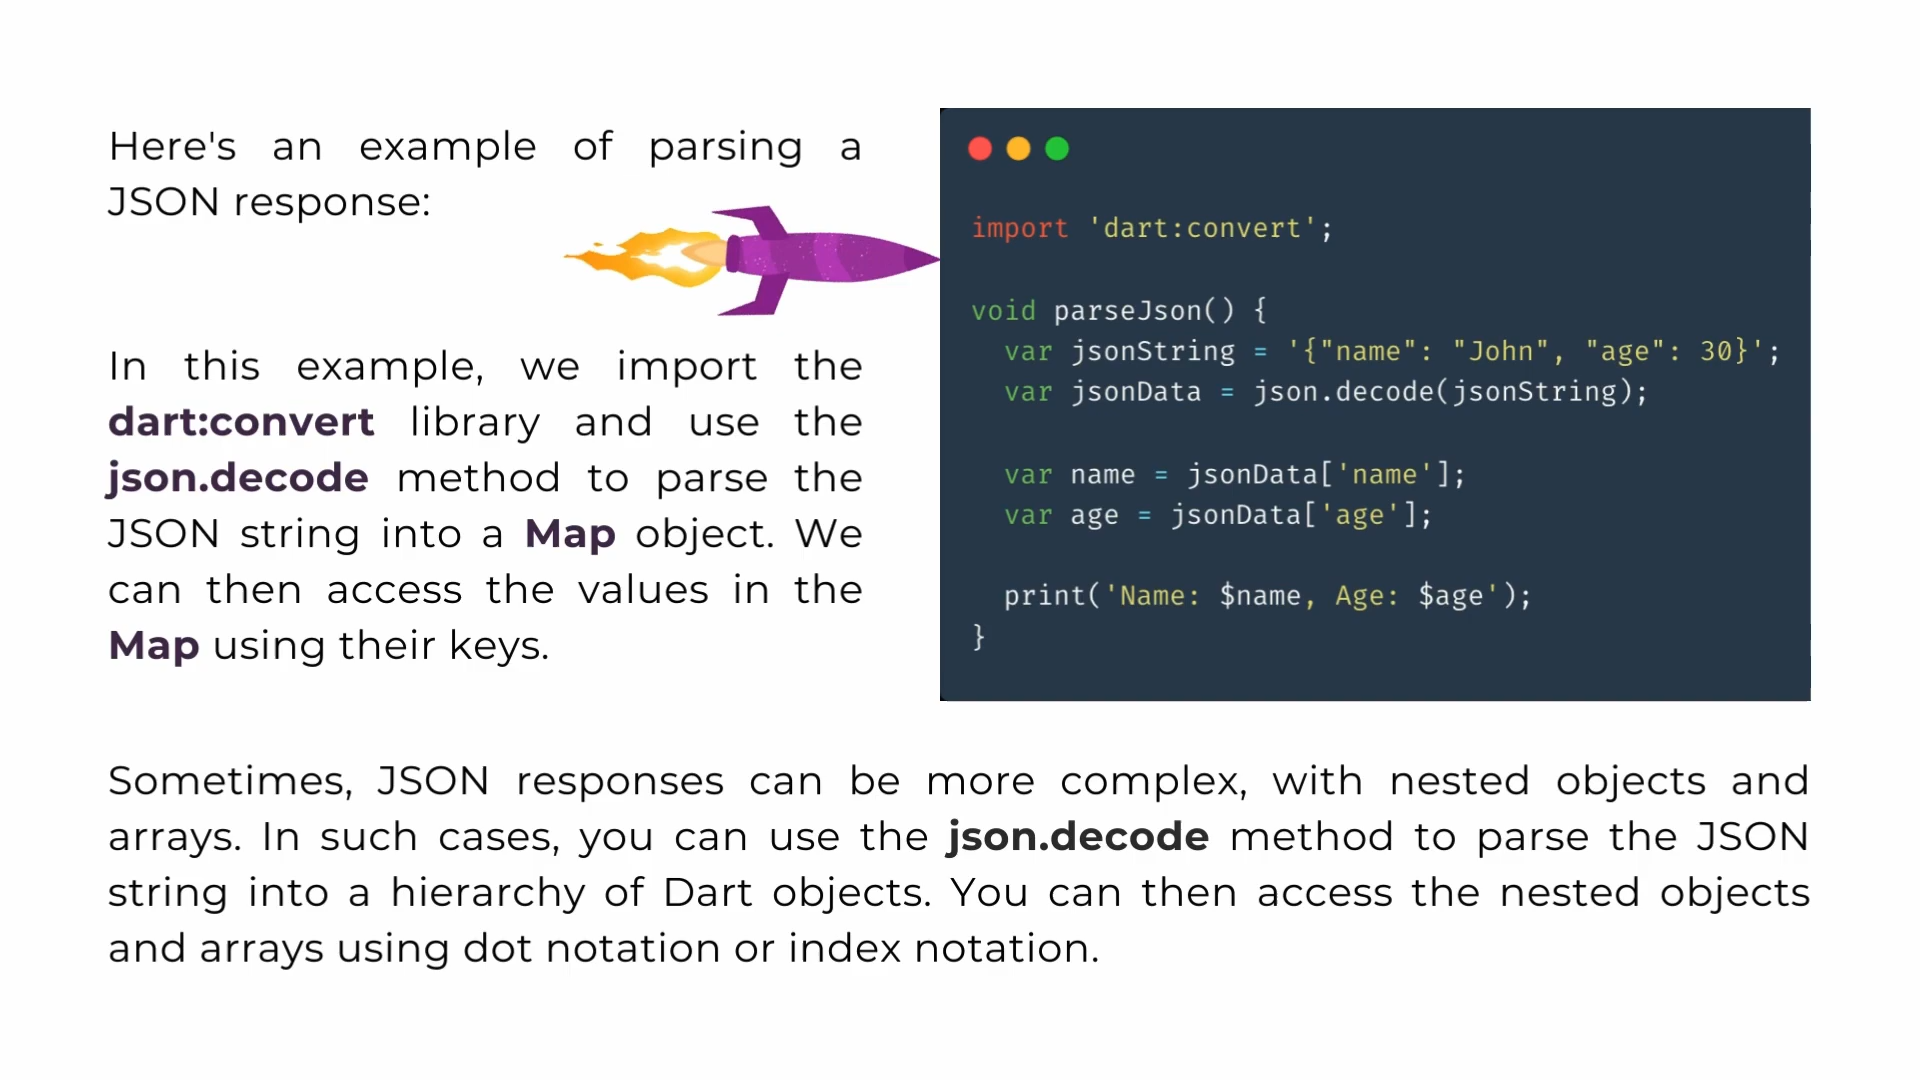 Here's an example of parsing a
JSON response:
In this example, we import the
dart:convert library and use the
json.decode method to parse the
JSON string into a Map object. We
can then access the values in the
Map using their keys.
import 'dart:convert';
void parseJson() {
  var jsonString = '{"name": "John", "age": 30}';
  var jsonData = json.decode(jsonString);
  var name = jsonData['name'];
  var age = jsonData['age'];
  print('Name: $name, Age: $age');
}
Sometimes, JSON responses can be more complex, with nested objects and
arrays. In such cases, you can use the json.decode method to parse the JSON
string into a hierarchy of Dart objects. You can then access the nested objects
and arrays using dot notation or index notation.